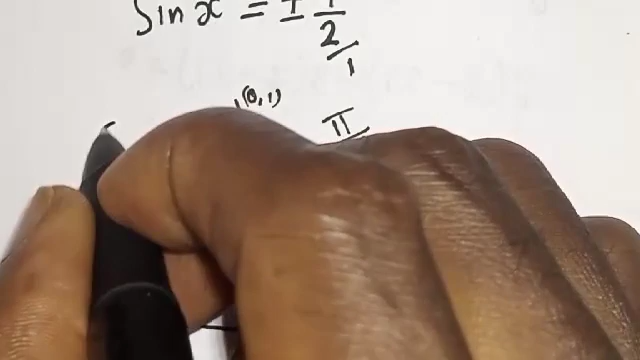 Sin x = ± 1/2/1
(0,1)
π